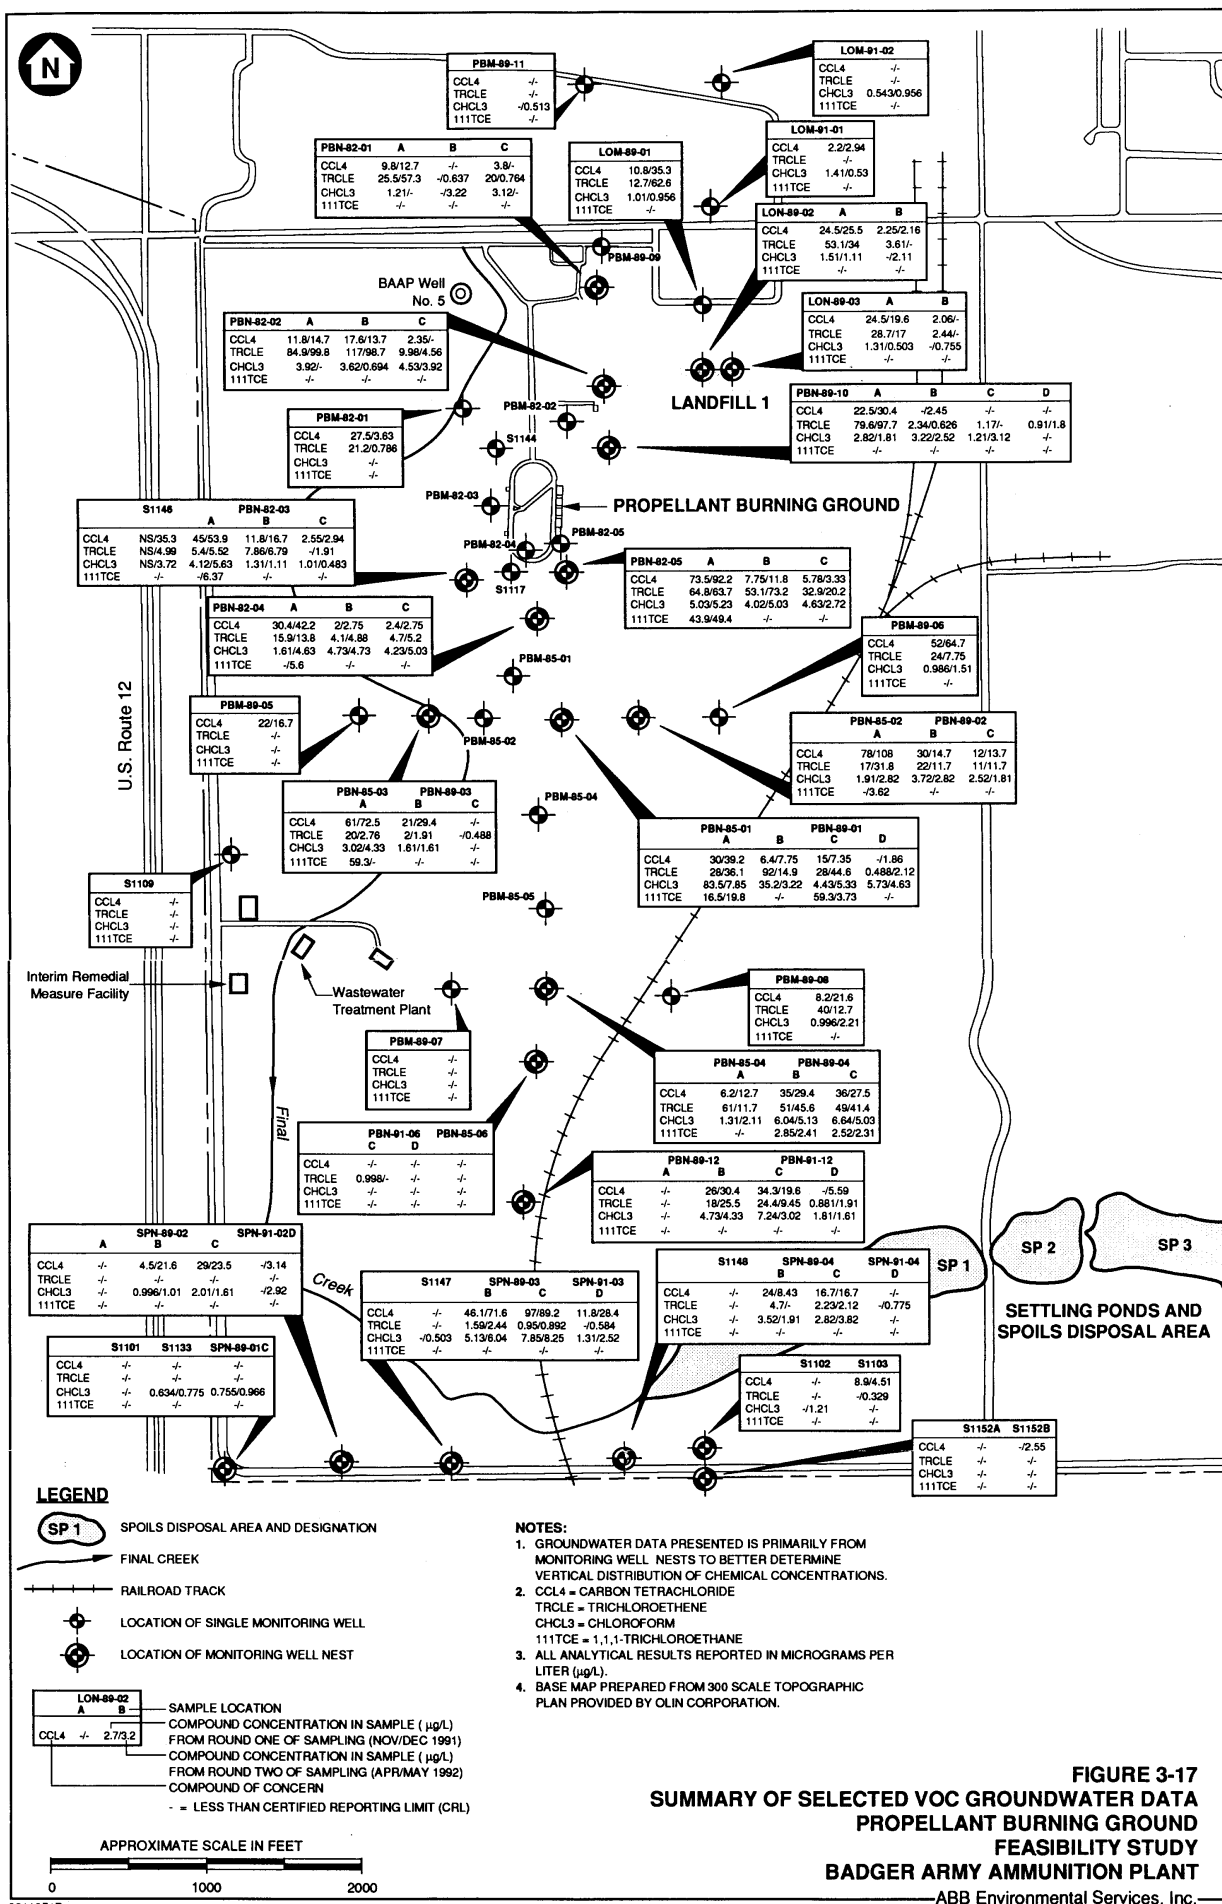 N
PBM-89-11
CCL4 -/-
TRCLE -/-
CHCL3 -/0.513
111TCE -/-
LOM-91-02
CCL4 -/-
TRCLE -/-
CHCL3 0.543/0.956
111TCE -/-
LOM-91-01
CCL4 2.2/2.94
TRCLE -/-
CHCL3 1.41/0.53
111TCE -/-
PBN-82-01 A B C
CCL4 9.8/12.7 -/- 3.8/-
TRCLE 25.5/57.3 -/0.637 20/0.764
CHCL3 1.21/- -/3.22 3.12/-
111TCE -/- -/- -/-
LOM-89-01
CCL4 10.8/35.3
TRCLE 12.7/62.6
CHCL3 1.01/0.956
111TCE -/-
LON-89-02 A B
CCL4 24.5/25.5 2.25/2.16
TRCLE 53.1/34 3.61/-
CHCL3 1.51/1.11 -/2.11
111TCE -/- -/-
PBM-89-09
BAAP Well
No. 5
LON-89-03 A B
CCL4 24.5/19.6 2.06/-
TRCLE 28.7/17 2.44/-
CHCL3 1.31/0.503 -/0.755
111TCE -/- -/-
PBN-82-02 A B C
CCL4 11.8/14.7 17.6/13.7 2.35/-
TRCLE 84.9/99.8 117/98.7 9.98/4.56
CHCL3 3.92/- 3.62/0.694 4.53/3.92
111TCE -/- -/- -/-
LANDFILL 1
PBN-89-10 A B C D
CCL4 22.5/30.4 -/2.45 -/- -/-
TRCLE 79.6/97.7 2.34/0.626 1.17/- 0.91/1.8
CHCL3 2.82/1.81 3.22/2.52 1.21/3.12 -/-
111TCE -/- -/- -/- -/-
PBM-82-02
PBM-82-01
CCL4 27.5/3.63
TRCLE 21.2/0.786
CHCL3 -/-
111TCE -/-
S1144
PBM-82-03
PROPELLANT BURNING GROUND
S1146 PBN-82-03
A B C
CCL4 NS/35.3 45/53.9 11.8/16.7 2.55/2.94
TRCLE NS/4.99 5.4/5.52 7.86/6.79 -/1.91
CHCL3 NS/3.72 4.12/5.63 1.31/1.11 1.01/0.483
111TCE -/- -/6.37 -/- -/-
PBM-82-05
PBM-82-04
S1117
PBN-82-05 A B C
CCL4 73.5/92.2 7.75/11.8 5.78/3.33
TRCLE 64.8/63.7 53.1/73.2 32.9/20.2
CHCL3 5.03/5.23 4.02/5.03 4.63/2.72
111TCE 43.9/49.4 -/- -/-
PBN-82-04 A B C
CCL4 30.4/42.2 2/2.75 2.4/2.75
TRCLE 15.9/13.8 4.1/4.88 4.7/5.2
CHCL3 1.61/4.63 4.73/4.73 4.23/5.03
111TCE -/5.6 -/- -/-
PBM-89-06
CCL4 52/64.7
TRCLE 24/7.75
CHCL3 0.986/1.51
111TCE -/-
PBM-85-01
U.S. Route 12
PBM-89-05
CCL4 22/16.7
TRCLE -/-
CHCL3 -/-
111TCE -/-
PBM-85-02
PBN-85-02 PBN-89-02
A B C
CCL4 78/108 30/14.7 12/13.7
TRCLE 17/31.8 22/11.7 11/11.7
CHCL3 1.91/2.82 3.72/2.82 2.52/1.81
111TCE -/3.62 -/- -/-
PBN-85-03 PBN-89-03
A B C
CCL4 61/72.5 21/29.4 -/-
TRCLE 20/2.76 2/1.91 -/0.488
CHCL3 3.02/4.33 1.61/1.61 -/-
111TCE 59.3/- -/- -/-
PBM-85-04
PBN-85-01 PBN-89-01
A B C D
CCL4 30/39.2 6.4/7.75 15/7.35 -/1.86
TRCLE 28/36.1 92/14.9 28/44.6 0.488/2.12
CHCL3 83.5/7.85 35.2/3.22 4.43/5.33 5.73/4.63
111TCE 16.5/19.8 -/- 59.3/3.73 -/-
S1109
CCL4 -/-
TRCLE -/-
CHCL3 -/-
111TCE -/-
PBM-85-05
Interim Remedial
Measure Facility
Wastewater
Treatment Plant
PBM-89-08
CCL4 8.2/21.6
TRCLE 40/12.7
CHCL3 0.996/2.21
111TCE -/-
PBM-89-07
CCL4 -/-
TRCLE -/-
CHCL3 -/-
111TCE -/-
PBN-85-04 PBN-89-04
A B C
CCL4 6.2/12.7 35/29.4 36/27.5
TRCLE 61/11.7 51/45.6 49/41.4
CHCL3 1.31/2.11 6.04/5.13 6.64/5.03
111TCE -/- 2.85/2.41 2.52/2.31
Final
PBN-91-06 PBN-85-06
C D
CCL4 -/- -/- -/-
TRCLE 0.998/- -/- -/-
CHCL3 -/- -/- -/-
111TCE -/- -/- -/-
PBN-89-12 PBN-91-12
A B C D
CCL4 -/- 26/30.4 34.3/19.6 -/5.59
TRCLE -/- 18/25.5 24.4/9.45 0.881/1.91
CHCL3 -/- 4.73/4.33 7.24/3.02 1.81/1.61
111TCE -/- -/- -/- -/-
SPN-89-02 SPN-91-02D
A B C
CCL4 -/- 4.5/21.6 29/23.5 -/3.14
TRCLE -/- -/- -/- -/-
CHCL3 -/- 0.996/1.01 2.01/1.61 -/2.92
111TCE -/- -/- -/- -/-
Creek
S1147 SPN-89-03 SPN-91-03
B C D
CCL4 -/- 46.1/71.6 97/89.2 11.8/28.4
TRCLE -/- 1.59/2.44 0.95/0.892 -/0.584
CHCL3 -/0.503 5.13/6.04 7.85/8.25 1.31/2.52
111TCE -/- -/- -/- -/-
S1148 SPN-89-04 SPN-91-04
B C D
CCL4 -/- 24/8.43 16.7/16.7 -/-
TRCLE -/- 4.7/- 2.23/2.12 -/0.775
CHCL3 -/- 3.52/1.91 2.82/3.82 -/-
111TCE -/- -/- -/- -/-
SP 1
SP 2
SP 3
SETTLING PONDS AND
SPOILS DISPOSAL AREA
S1101 S1133 SPN-89-01C
CCL4 -/- -/- -/-
TRCLE -/- -/- -/-
CHCL3 -/- 0.634/0.775 0.755/0.966
111TCE -/- -/- -/-
S1102 S1103
CCL4 -/- 8.9/4.51
TRCLE -/- -/0.329
CHCL3 -/1.21 -/-
111TCE -/- -/-
S1152A S1152B
CCL4 -/- -/2.55
TRCLE -/- -/-
CHCL3 -/- -/-
111TCE -/- -/-
LEGEND
SP 1 SPOILS DISPOSAL AREA AND DESIGNATION
FINAL CREEK
RAILROAD TRACK
LOCATION OF SINGLE MONITORING WELL
LOCATION OF MONITORING WELL NEST
LON-89-02
A B
CCL4 -/- 2.7/3.2
SAMPLE LOCATION
COMPOUND CONCENTRATION IN SAMPLE ( µg/L)
FROM ROUND ONE OF SAMPLING (NOV/DEC 1991)
COMPOUND CONCENTRATION IN SAMPLE ( µg/L)
FROM ROUND TWO OF SAMPLING (APR/MAY 1992)
COMPOUND OF CONCERN
- = LESS THAN CERTIFIED REPORTING LIMIT (CRL)
NOTES:
1. GROUNDWATER DATA PRESENTED IS PRIMARILY FROM
MONITORING WELL NESTS TO BETTER DETERMINE
VERTICAL DISTRIBUTION OF CHEMICAL CONCENTRATIONS.
2. CCL4 = CARBON TETRACHLORIDE
TRCLE = TRICHLOROETHENE
CHCL3 = CHLOROFORM
111TCE = 1,1,1-TRICHLOROETHANE
3. ALL ANALYTICAL RESULTS REPORTED IN MICROGRAMS PER
LITER (µg/L).
4. BASE MAP PREPARED FROM 300 SCALE TOPOGRAPHIC
PLAN PROVIDED BY OLIN CORPORATION.
APPROXIMATE SCALE IN FEET
0 1000 2000
FIGURE 3-17
SUMMARY OF SELECTED VOC GROUNDWATER DATA
PROPELLANT BURNING GROUND
FEASIBILITY STUDY
BADGER ARMY AMMUNITION PLANT
ABB Environmental Services, Inc.